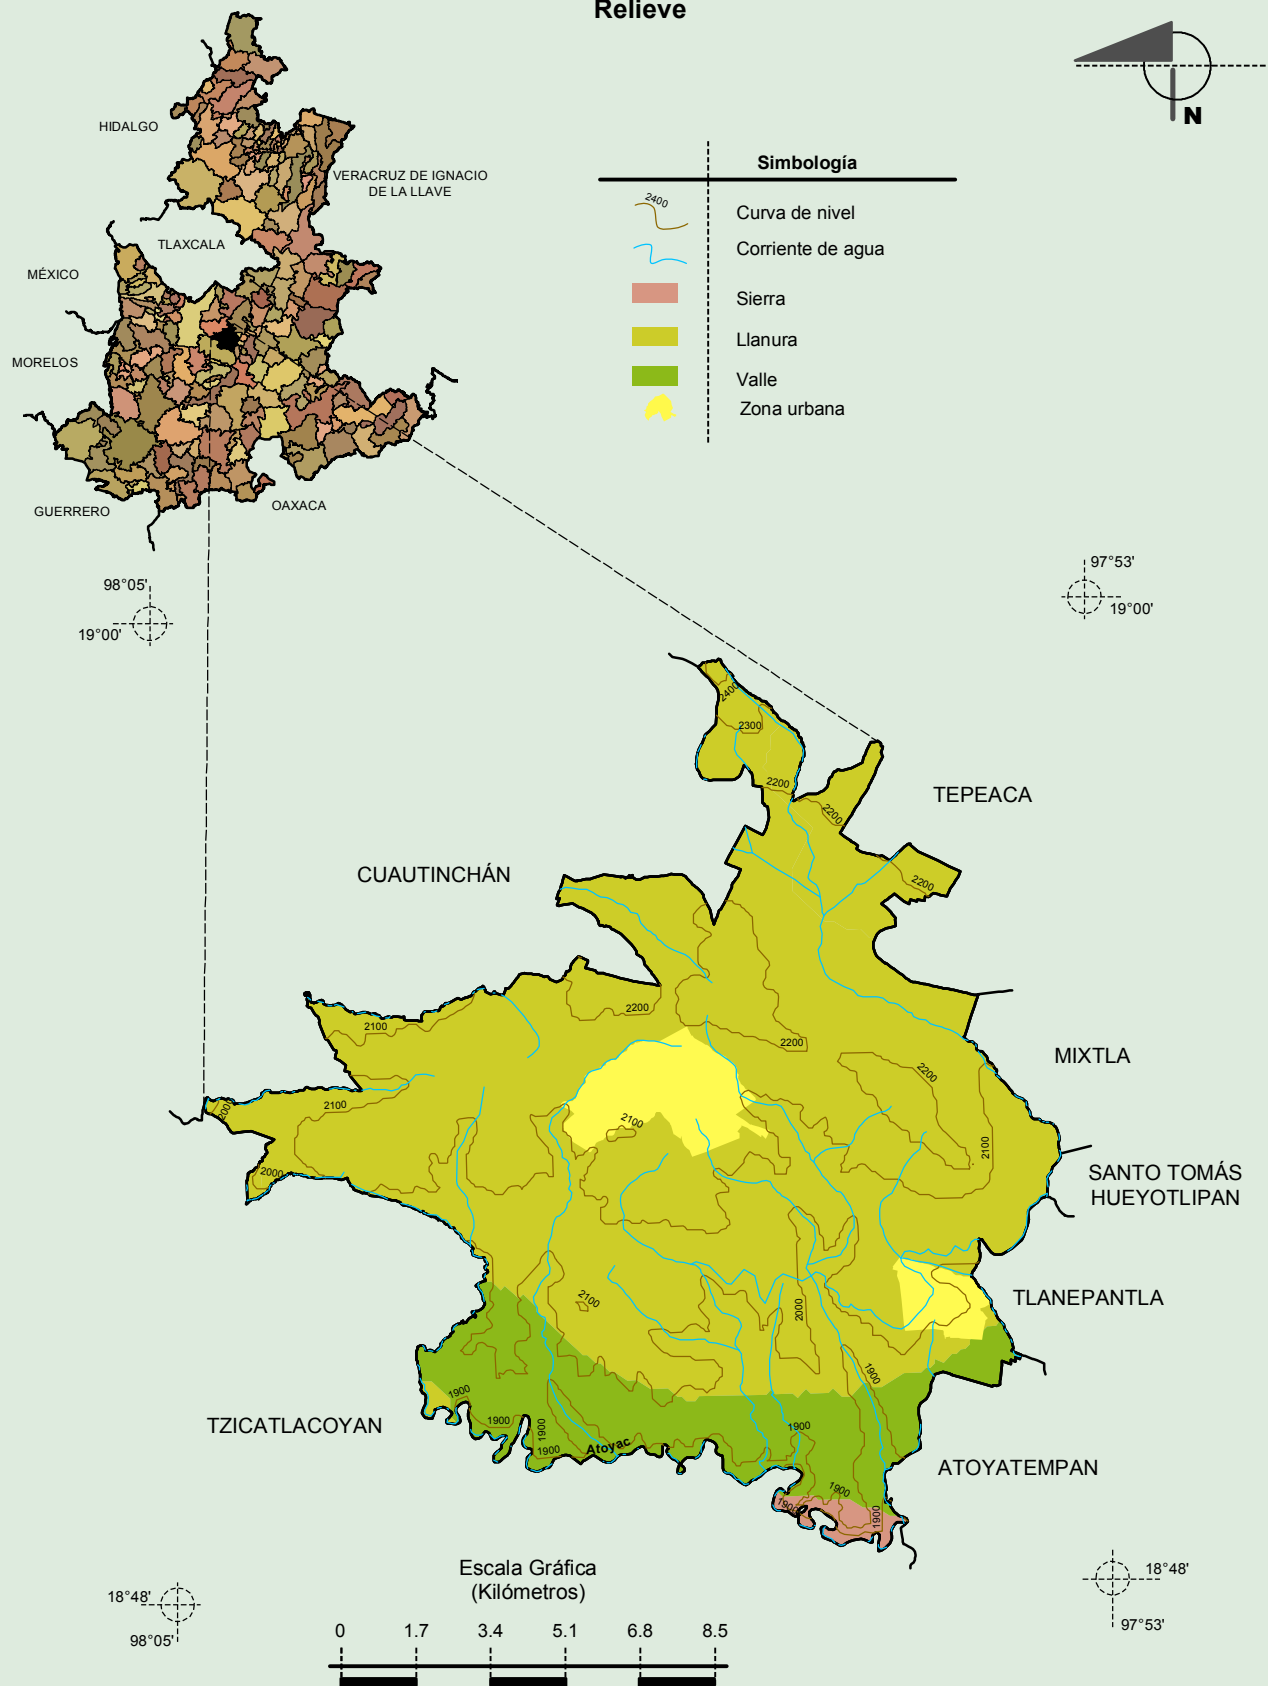 Relieve
N
HIDALGO
VERACRUZ DE IGNACIO
DE LA LLAVE
TLAXCALA
MÉXICO
MORELOS
GUERRERO
OAXACA
Simbología
2400
Curva de nivel
Corriente de agua
Sierra
Llanura
Valle
Zona urbana
98°05'
19°00'
97°53'
19°00'
2400
2300
2200
2200
TEPEACA
CUAUTINCHÁN
2200
2200
2100
2200
MIXTLA
2200
2000
2100
2100
2100
SANTO TOMÁS
HUEYOTLIPAN
2000
TLANEPANTLA
2100
2000
1900
1900
TZICATLACOYAN
1900
1900
1900
1900
Atoyac
ATOYATEMPAN
1900
1900
1900
Escala Gráfica
(Kilómetros)
18°48'
98°05'
18°48'
97°53'
0 1.7 3.4 5.1 6.8 8.5